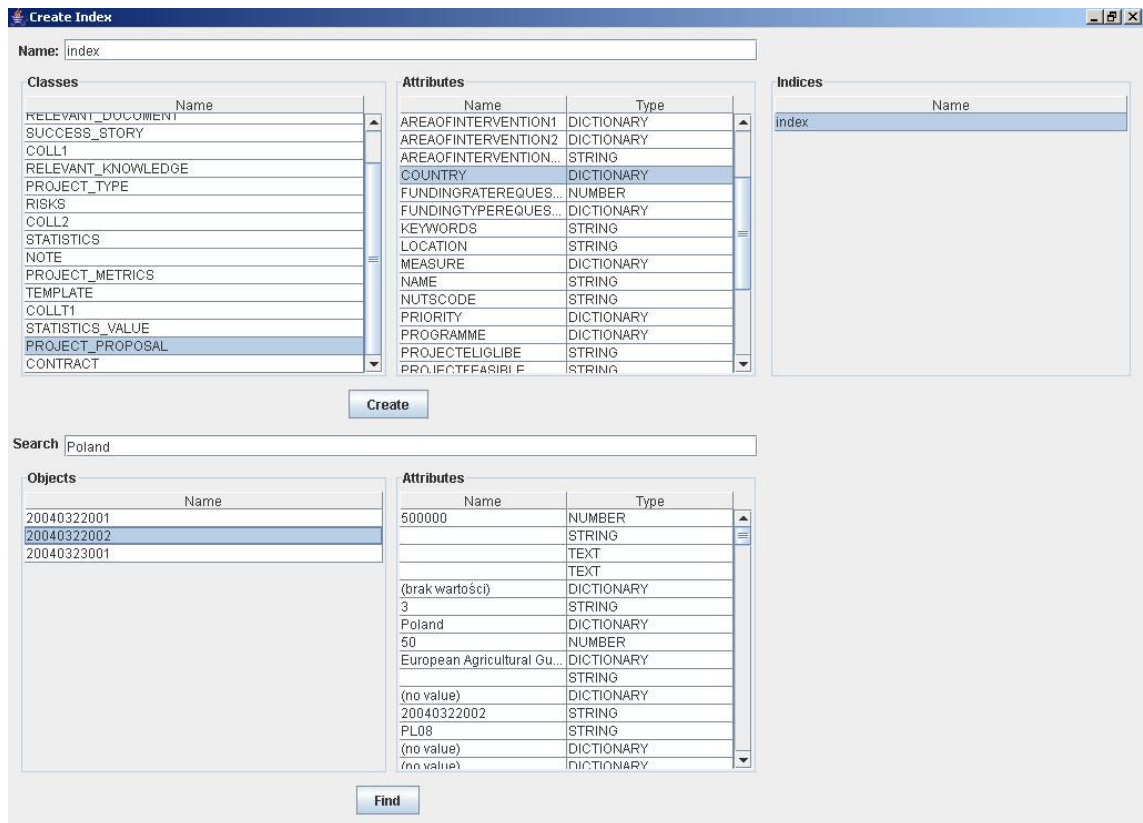 Create Index
Name: index
Classes
Name
RELEVANT_DOCUMENT
SUCCESS_STORY
COLL1
RELEVANT_KNOWLEDGE
PROJECT_TYPE
RISKS
COLL2
STATISTICS
NOTE
PROJECT_METRICS
TEMPLATE
COLLT1
STATISTICS_VALUE
PROJECT_PROPOSAL
CONTRACT
Attributes
Name Type
AREAOFINTERVENTION1 DICTIONARY
AREAOFINTERVENTION2 DICTIONARY
AREAOFINTERVENTION... STRING
COUNTRY DICTIONARY
FUNDINGRATEREQUES... NUMBER
FUNDINGTYPEREQUES... DICTIONARY
KEYWORDS STRING
LOCATION STRING
MEASURE DICTIONARY
NAME STRING
NUTSCODE STRING
PRIORITY DICTIONARY
PROGRAMME DICTIONARY
PROJECTELIGLIBE STRING
PROJECTFEASIBLE STRING
Indices
Name
index
Create
Search Poland
Objects
Name
20040322001
20040322002
20040323001
Attributes
Name Type
500000 NUMBER
STRING
TEXT
TEXT
(brak wartości) DICTIONARY
3 STRING
Poland DICTIONARY
50 NUMBER
European Agricultural Gu... DICTIONARY
STRING
(no value) DICTIONARY
20040322002 STRING
PL08 STRING
(no value) DICTIONARY
(no value) DICTIONARY
Find